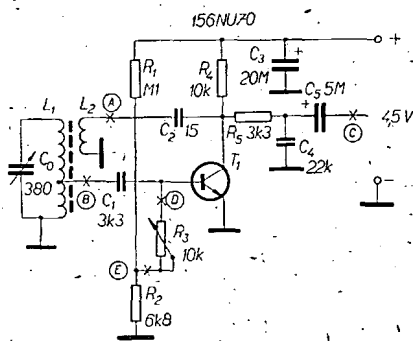 156NU70
+
R₁
M1
R₄
10k
C₃
20M
+
L₁
L₂
A
C₂
15
R₅
3k3
+
C₅ 5M
C
4,5 V
C₀
380
B
C₁
3k3
D
T₁
C₄
22k
-
R₃
10k
E
R₂
6k8